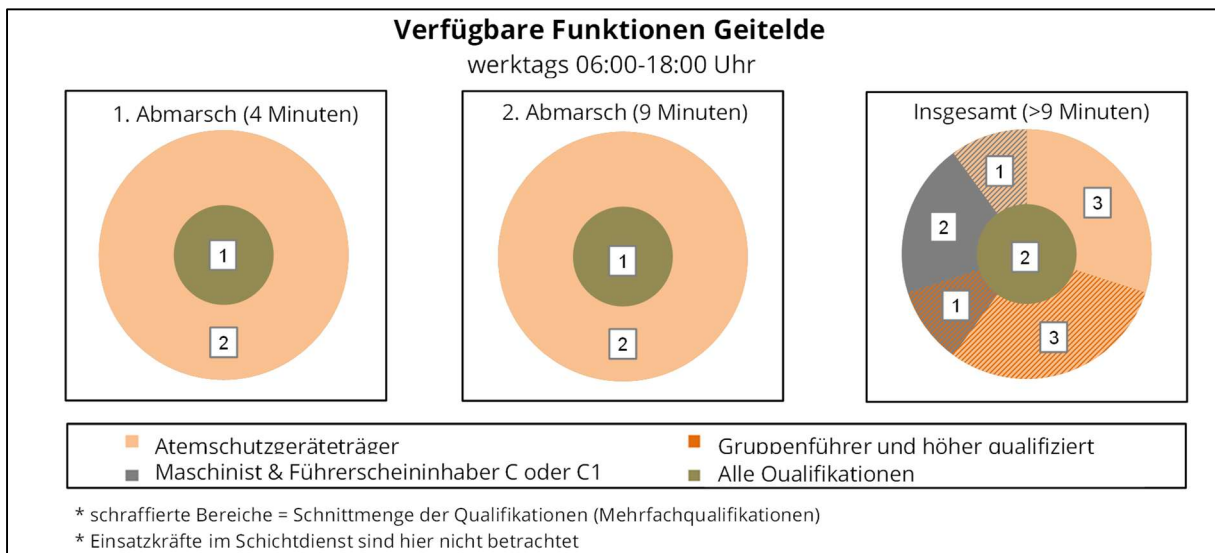 Verfügbare Funktionen Geitelde
werktags 06:00-18:00 Uhr
1. Abmarsch (4 Minuten)
1
2
2. Abmarsch (9 Minuten)
1
2
Insgesamt (>9 Minuten)
1
3
2
2
1
3
Atemschutzgeräteträger
Gruppenführer und höher qualifiziert
Maschinist & Führerscheininhaber C oder C1
Alle Qualifikationen
* schraffierte Bereiche = Schnittmenge der Qualifikationen (Mehrfachqualifikationen)
* Einsatzkräfte im Schichtdienst sind hier nicht betrachtet